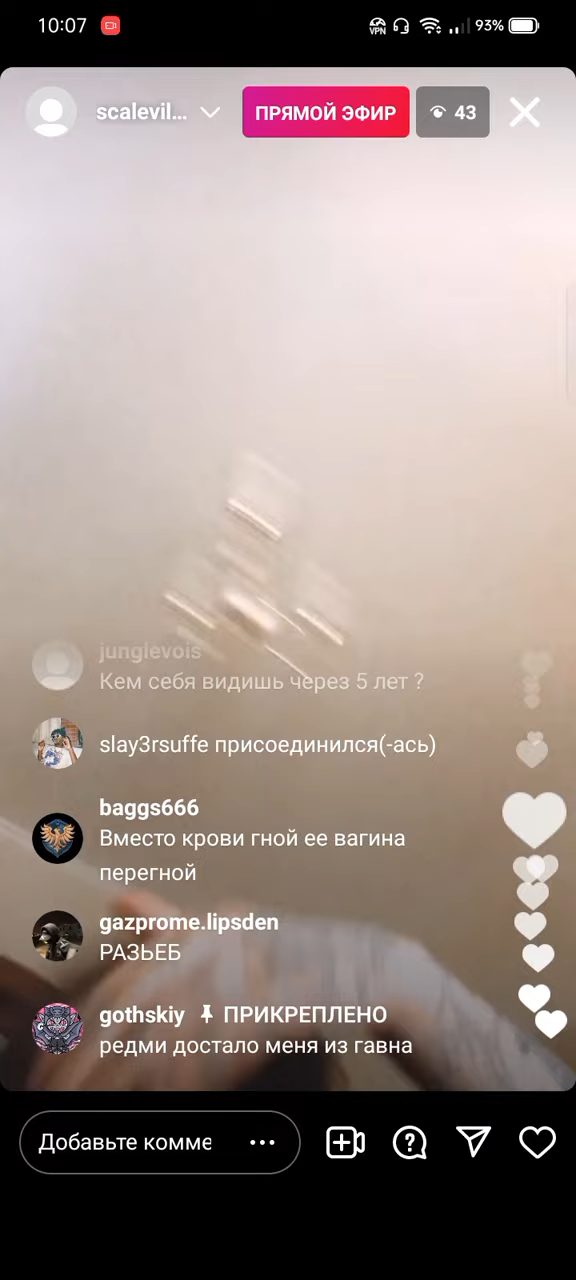 10:07
VPN
93%
scalevil...
ПРЯМОЙ ЭФИР
43
junglevois
Кем себя видишь через 5 лет ?
slay3rsuffe присоединился(-ась)
baggs666
Вместо крови гной ее вагина
перегной
gazprome.lipsden
РАЗЬЕБ
gothskiy ПРИКРЕПЛЕНО
редми достало меня из гавна
Добавьте комме